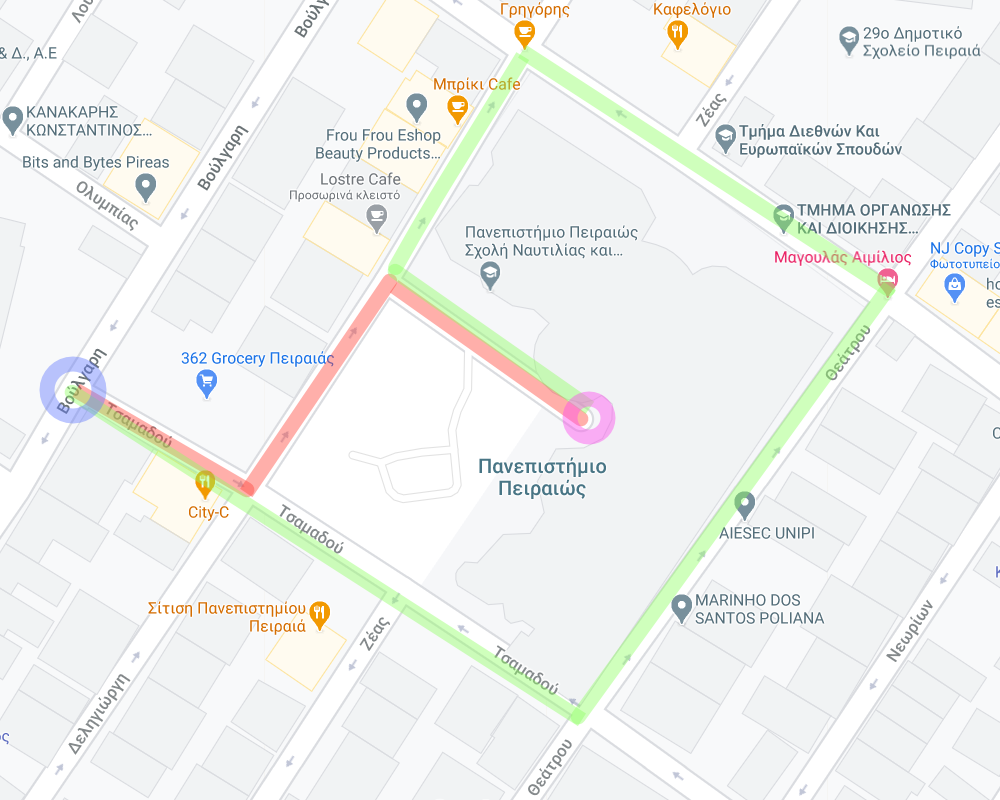 Γρηγόρης
Καφελόγιο
Βούλγ
& Δ., Α.Ε
29ο Δημοτικό
Σχολείο Πειραιά
Μπρίκι Cafe
Ζέας
ΚΑΝΑΚΑΡΗΣ
ΚΩΝΣΤΑΝΤΙΝΟΣ...
Frou Frou Eshop
Beauty Products...
Τμήμα Διεθνών Και
Ευρωπαϊκών Σπουδών
Bits and Bytes Pireas
Βούλγαρη
Lostre Cafe
Προσωρινά κλειστό
Ολυμπίας
ΤΜΗΜΑ ΟΡΓΑΝΩΣΗΣ
ΚΑΙ ΔΙΟΙΚΗΣΗΣ...
Πανεπιστήμιο Πειραιώς
Σχολή Ναυτιλίας και...
Μαγουλάς Αιμίλιος
NJ Copy S
Φωτοτυπείο
ho
es
362 Grocery Πειραιάς
Θεάτρου
Βούλγαρη
Τσαμαδού
Πανεπιστήμιο
Πειραιώς
City-C
Τσαμαδού
AIESEC UNIPI
Σίτιση Πανεπιστημίου
Πειραιά
MARINHO DOS
SANTOS POLIANA
Ζέας
Νεωρίων
Τσαμαδού
Δεληγιώργη
Θεάτρου